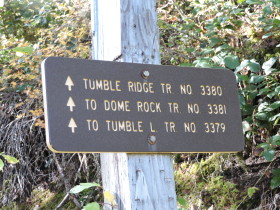 TUMBLE RIDGE TR NO 3380
TO DOME ROCK TR NO 3381
TO TUMBLE L TR NO 3379